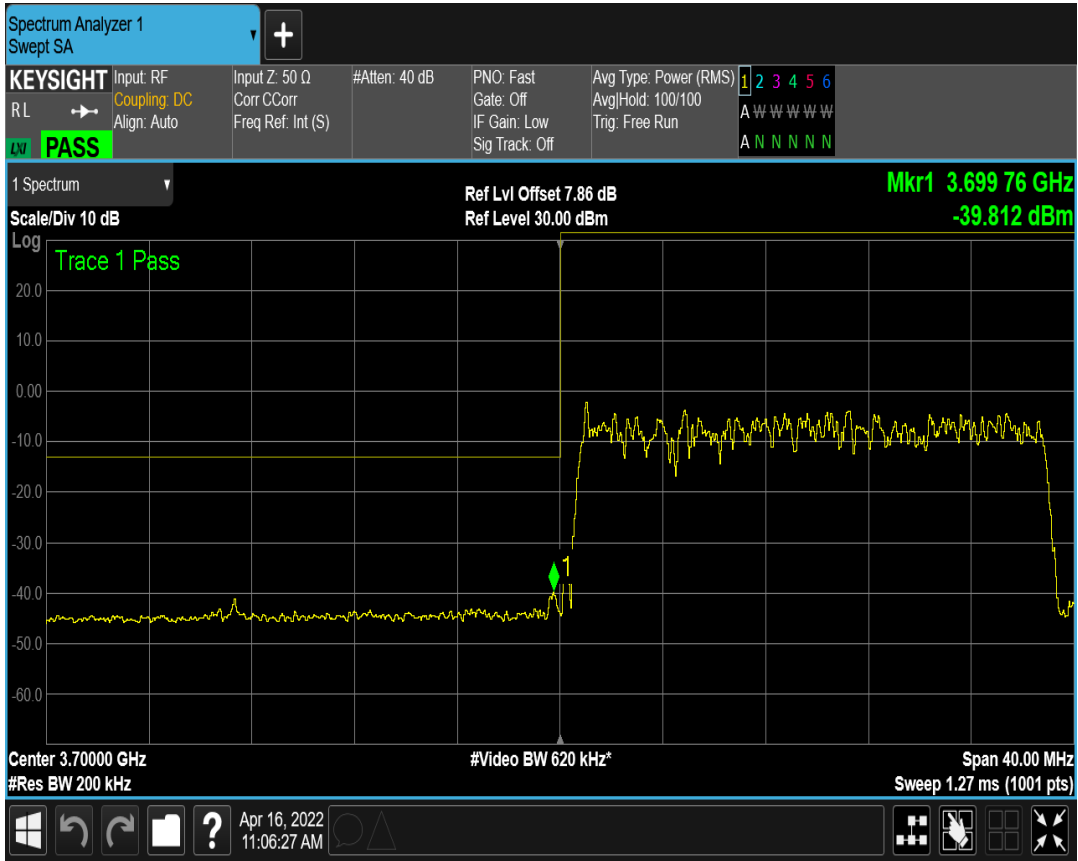 Spectrum Analyzer 1
Swept SA
+
KEYSIGHT
R L
LXI PASS
Input: RF
Coupling: DC
Align: Auto
Input Z: 50 Ω
Corr CCorr
Freq Ref: Int (S)
#Atten: 40 dB
PNO: Fast
Gate: Off
IF Gain: Low
Sig Track: Off
Avg Type: Power (RMS)
Avg|Hold: 100/100
Trig: Free Run
1 2 3 4 5 6
A W W W W W
A N N N N N
1 Spectrum
Scale/Div 10 dB
Ref Lvl Offset 7.86 dB
Ref Level 30.00 dBm
Mkr1 3.699 76 GHz
-39.812 dBm
Log
Trace 1 Pass
20.0
10.0
0.00
-10.0
-20.0
-30.0
1
-40.0
-50.0
-60.0
Center 3.70000 GHz
#Res BW 200 kHz
#Video BW 620 kHz*
Span 40.00 MHz
Sweep 1.27 ms (1001 pts)
?
Apr 16, 2022
11:06:27 AM